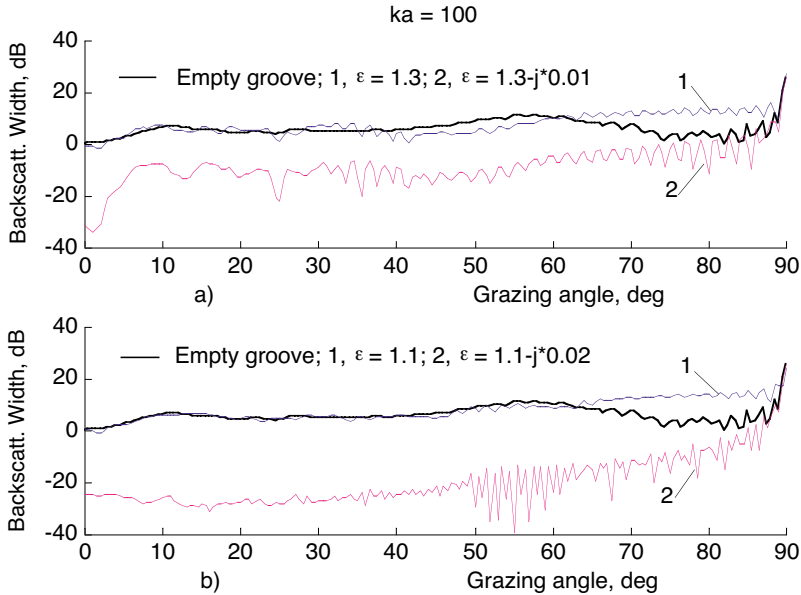 ka = 100
Backscatt. Width, dB
40
20
0
-20
-40
Empty groove; 1, ε = 1.3; 2, ε = 1.3-j*0.01
1
2
0 10 20 30 40 50 60 70 80 90
a) Grazing angle, deg
Backscatt. Width, dB
40
20
0
-20
-40
Empty groove; 1, ε = 1.1; 2, ε = 1.1-j*0.02
1
2
0 10 20 30 40 50 60 70 80 90
b) Grazing angle, deg